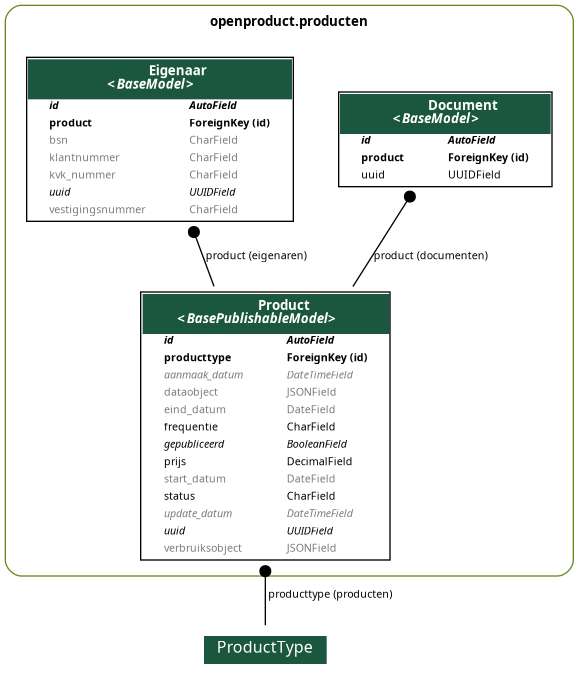 openproduct.producten
Eigenaar
<BaseModel>
id AutoField
product ForeignKey (id)
bsn CharField
klantnummer CharField
kvk_nummer CharField
uuid UUIDField
vestigingsnummer CharField
Document
<BaseModel>
id AutoField
product ForeignKey (id)
uuid UUIDField
product (eigenaren)
product (documenten)
Product
<BasePublishableModel>
id AutoField
producttype ForeignKey (id)
aanmaak_datum DateTimeField
dataobject JSONField
eind_datum DateField
frequentie CharField
gepubliceerd BooleanField
prijs DecimalField
start_datum DateField
status CharField
update_datum DateTimeField
uuid UUIDField
verbruiksobject JSONField
producttype (producten)
ProductType